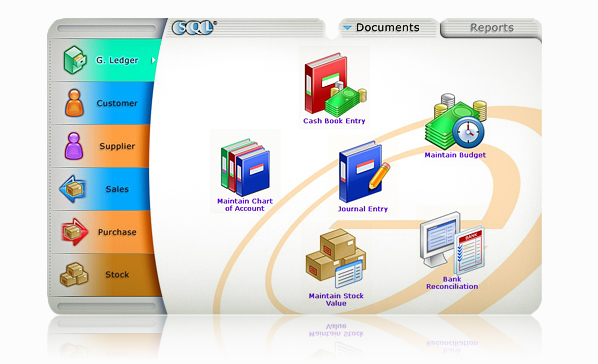 SQL®
Documents
Reports
G. Ledger
Customer
Supplier
Sales
Purchase
Stock
Cash Book Entry
Maintain Budget
Maintain Chart
of Account
Journal Entry
BANK
Maintain Stock
Value
Bank
Reconciliation